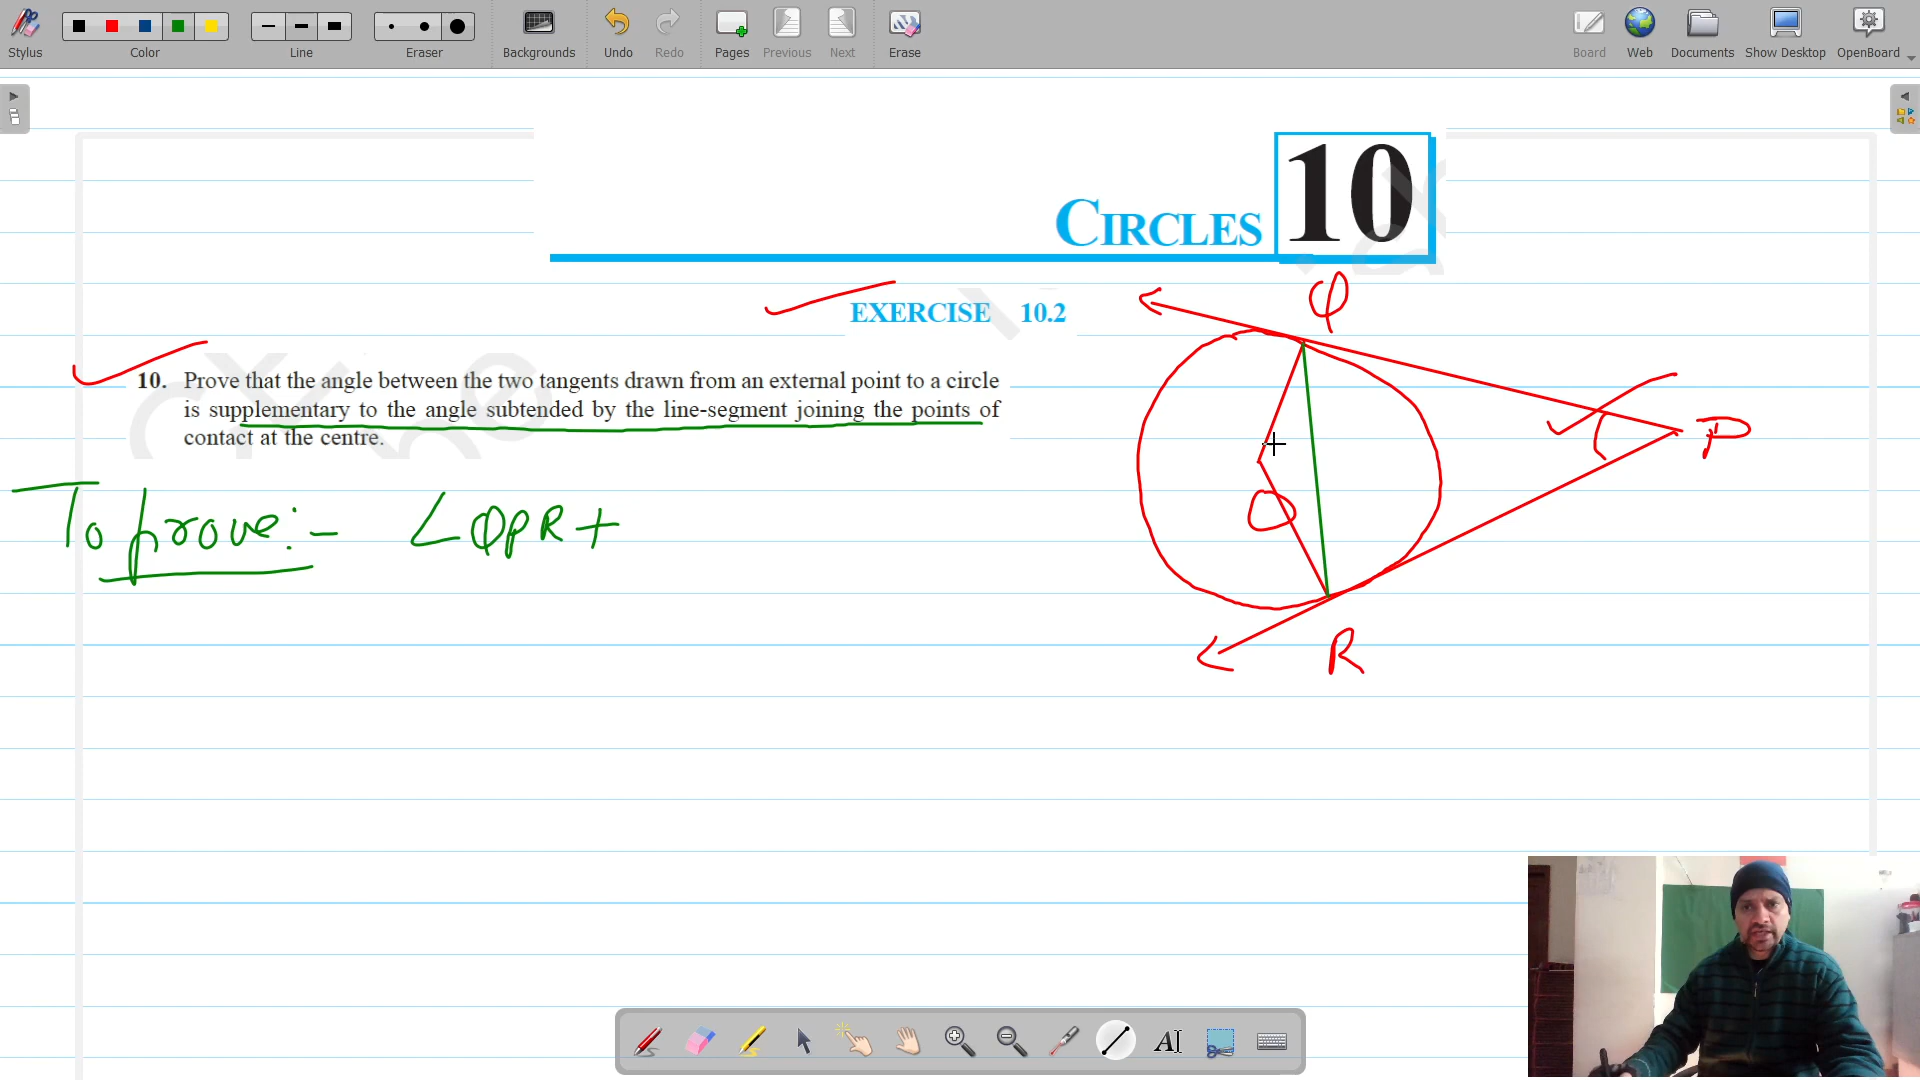 Stylus Color Line Eraser Backgrounds Undo Redo Pages Previous Next Erase Board Web Documents Show Desktop OpenBoard
CIRCLES 10
EXERCISE 10.2
10. Prove that the angle between the two tangents drawn from an external point to a circle
is supplementary to the angle subtended by the line-segment joining the points of
contact at the centre.
To prove:- ∠QPR +
Q
P
O
R
AI